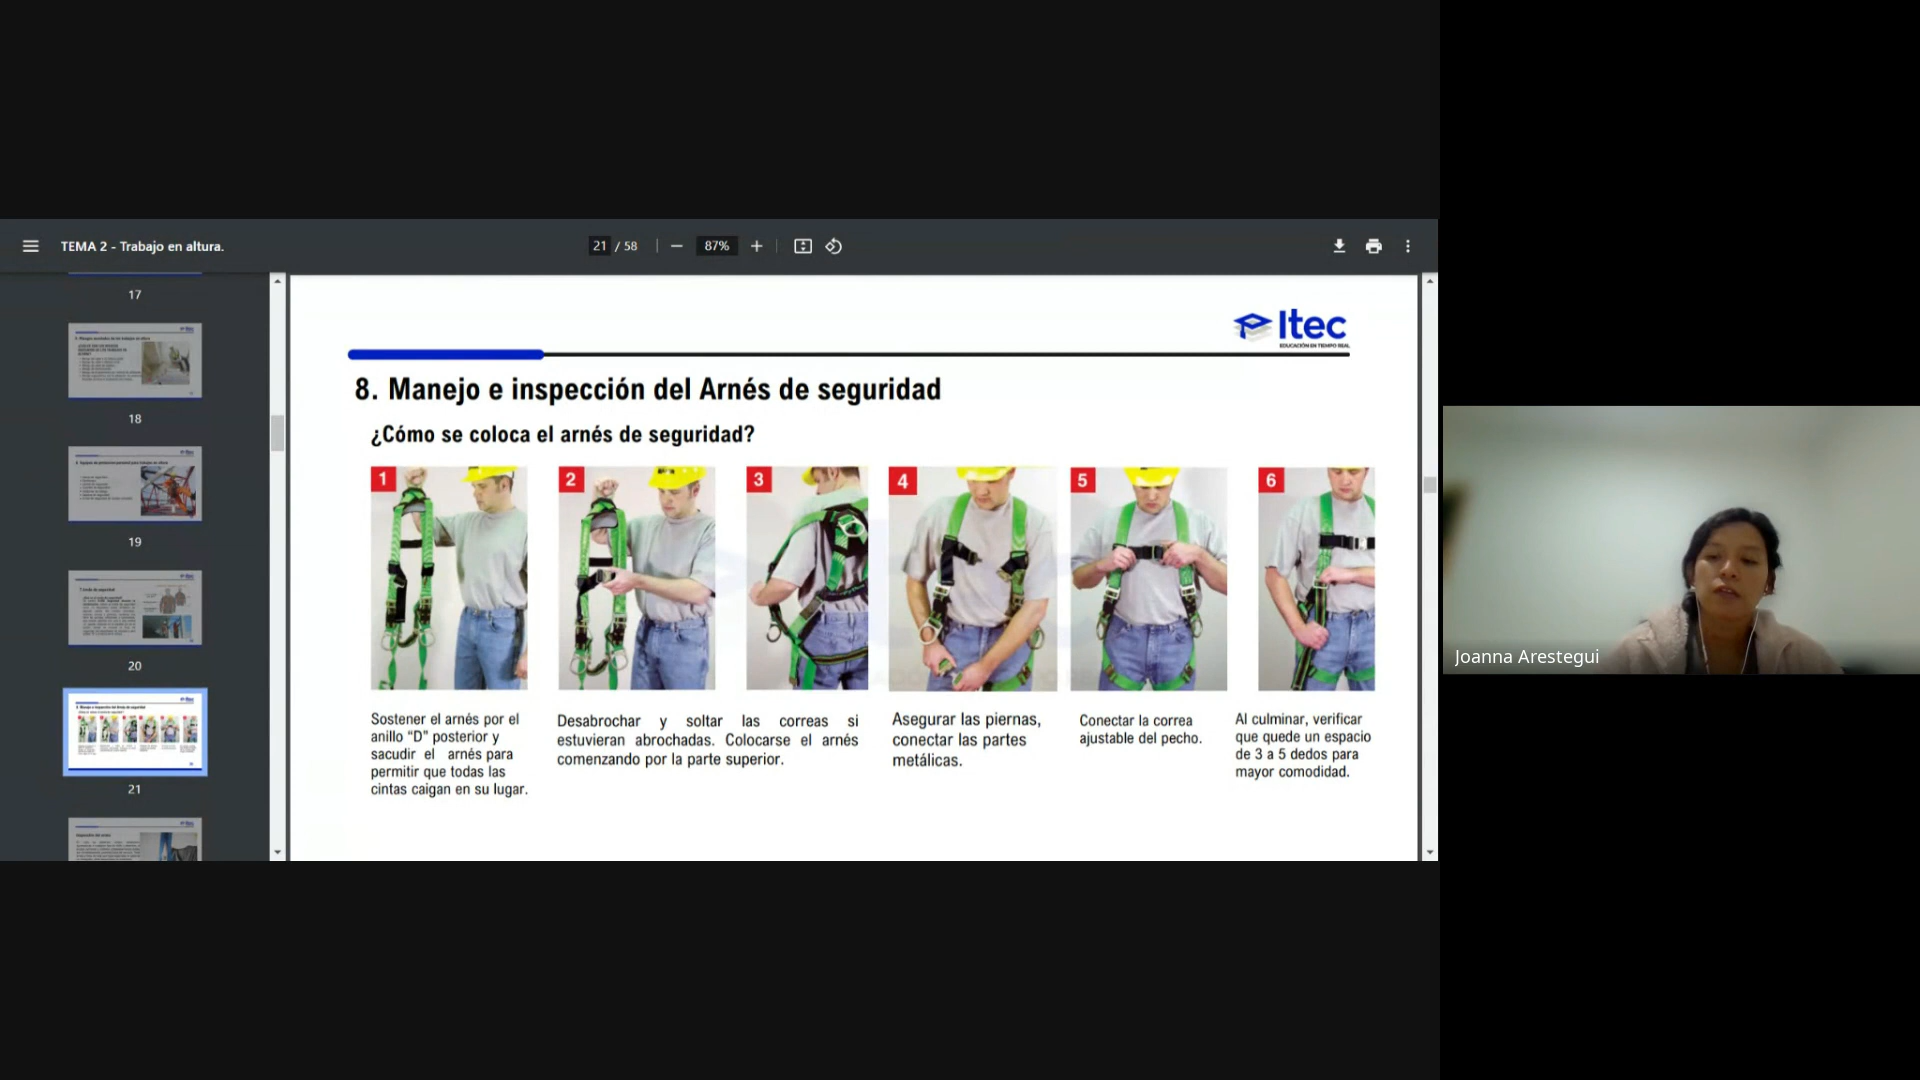 TEMA 2 - Trabajo en altura.
21 / 58
87%
17
18
19
20
21
Itec
EDUCACIÓN EN TIEMPO REAL
8. Manejo e inspección del Arnés de seguridad
¿Cómo se coloca el arnés de seguridad?
1
2
3
4
5
6
Sostener el arnés por el
anillo “D” posterior y
sacudir el arnés para
permitir que todas las
cintas caigan en su lugar.
Desabrochar y soltar las correas si
estuvieran abrochadas. Colocarse el arnés
comenzando por la parte superior.
Asegurar las piernas,
conectar las partes
metálicas.
Conectar la correa
ajustable del pecho.
Al culminar, verificar
que quede un espacio
de 3 a 5 dedos para
mayor comodidad.
Joanna Arestegui